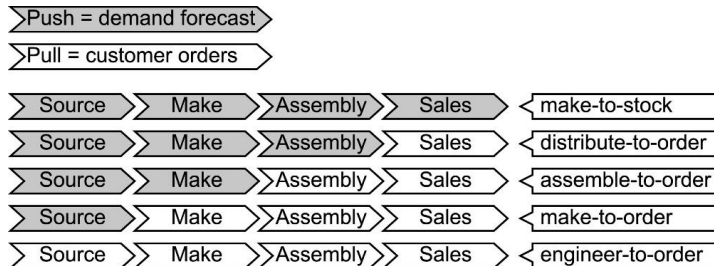 Push = demand forecast
Pull = customer orders
Source Make Assembly Sales make-to-stock
Source Make Assembly Sales distribute-to-order
Source Make Assembly Sales assemble-to-order
Source Make Assembly Sales make-to-order
Source Make Assembly Sales engineer-to-order